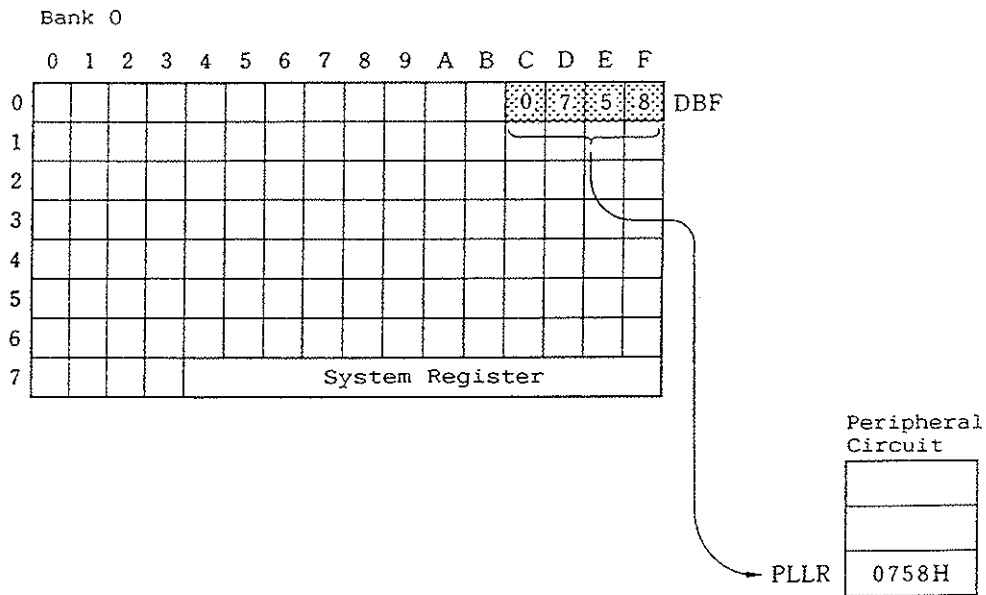 Bank 0
0 1 2 3 4 5 6 7 8 9 A B C D E F
0 0 7 5 8 DBF
1
2
3
4
5
6
7 System Register
Peripheral
Circuit
PLLR 0758H